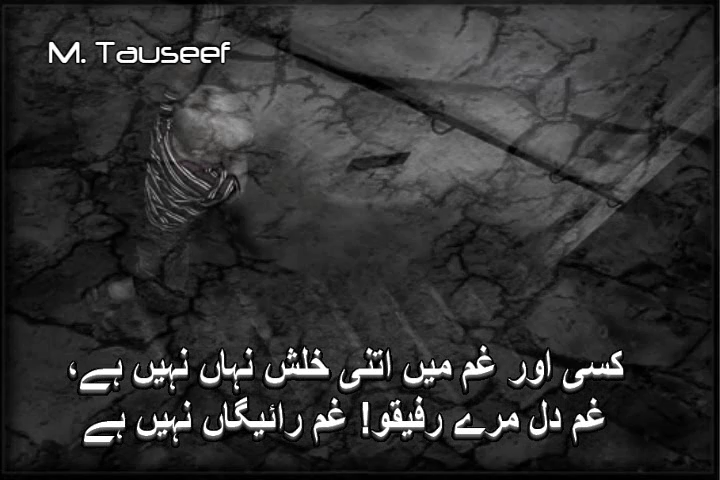 M. Tauseef
کسی اور غم میں اتنی خلش نہاں نہیں ہے،
غم دل مرے رفیقو! غم رائیگاں نہیں ہے